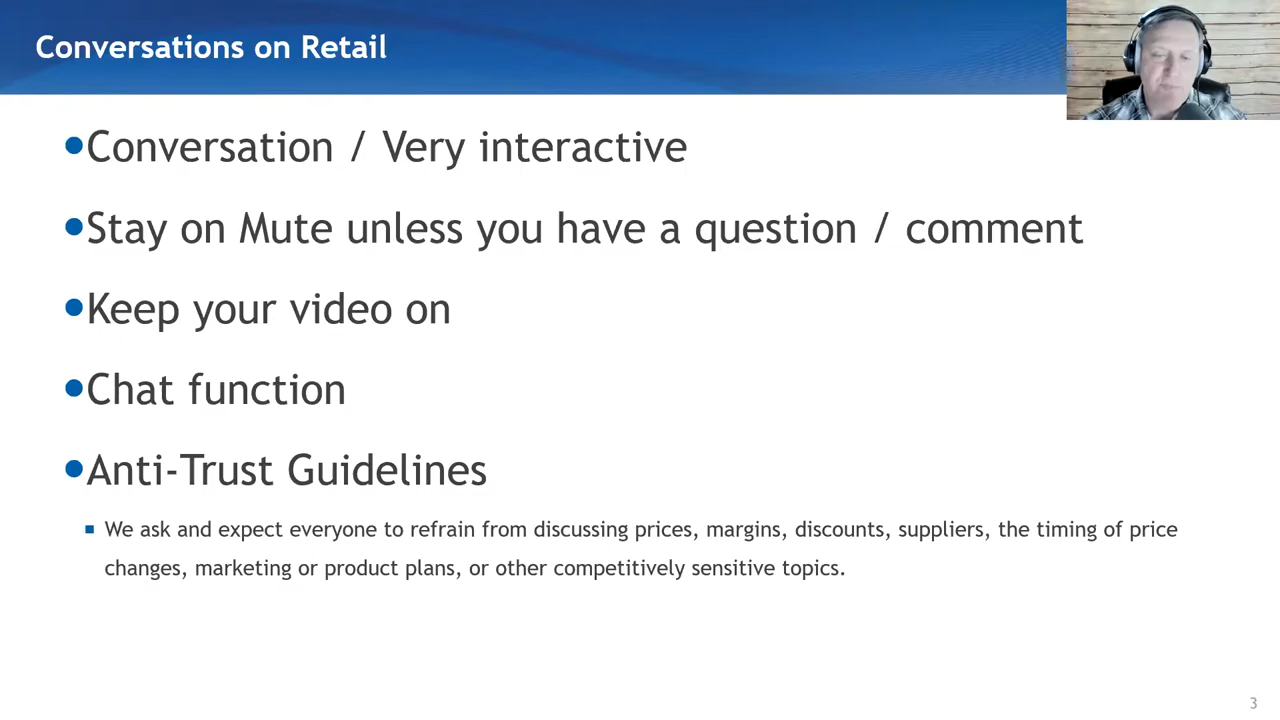 Conversations on Retail
•Conversation / Very interactive
•Stay on Mute unless you have a question / comment
•Keep your video on
•Chat function
•Anti-Trust Guidelines
▪ We ask and expect everyone to refrain from discussing prices, margins, discounts, suppliers, the timing of price
changes, marketing or product plans, or other competitively sensitive topics.
3